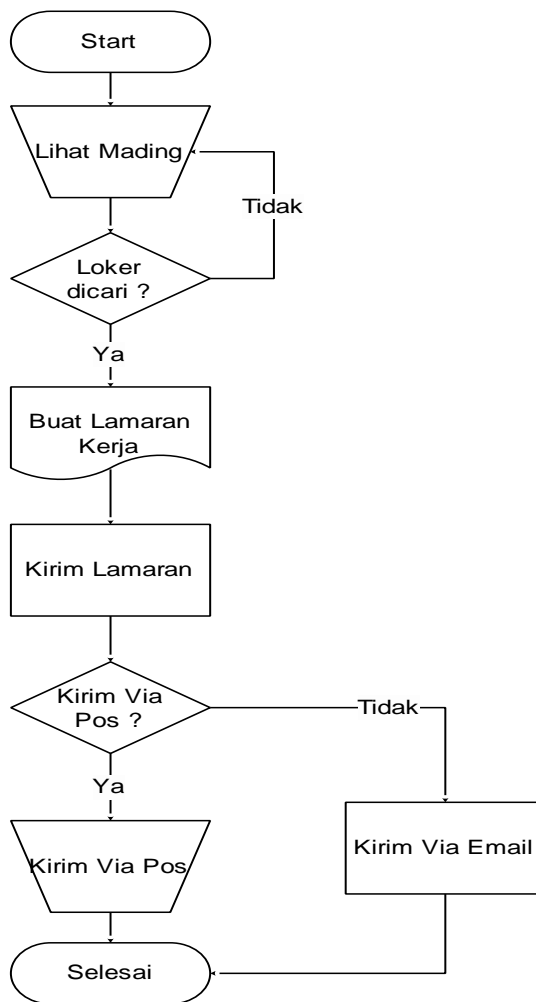 Start
Lihat Mading
Tidak
Loker
dicari ?
Ya
Buat Lamaran
Kerja
Kirim Lamaran
Kirim Via
Pos ?
Tidak
Ya
Kirim Via Pos
Kirim Via Email
Selesai